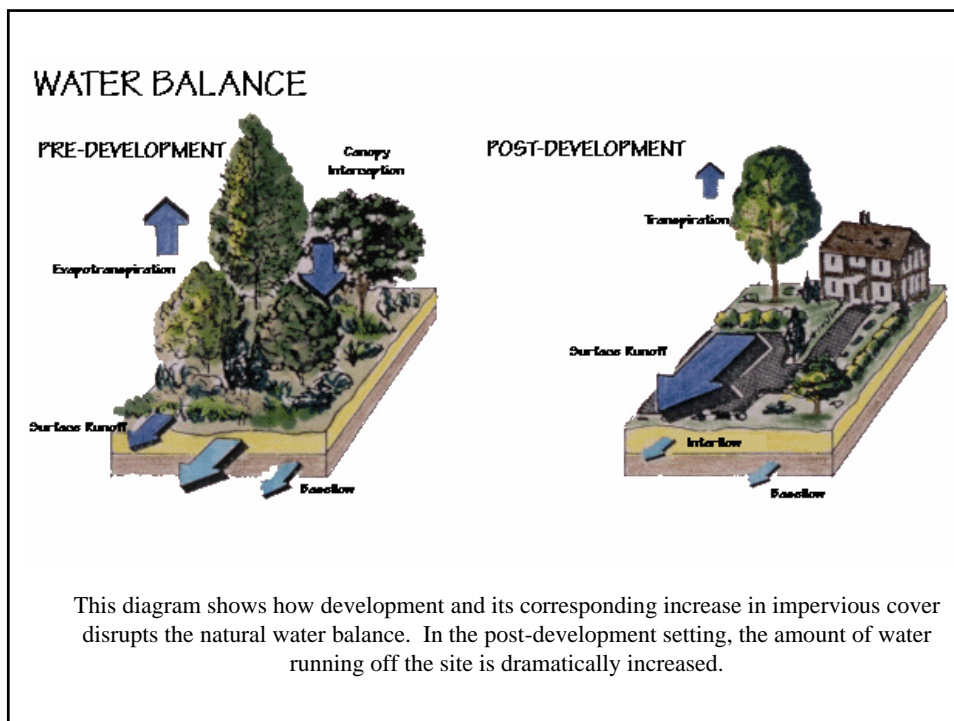 WATER BALANCE
PRE-DEVELOPMENT
Canopy
Interception
Evapotranspiration
Surface Runoff
Baseflow
POST-DEVELOPMENT
Transpiration
Surface Runoff
Interflow
Baseflow
This diagram shows how development and its corresponding increase in impervious cover
disrupts the natural water balance. In the post-development setting, the amount of water
running off the site is dramatically increased.